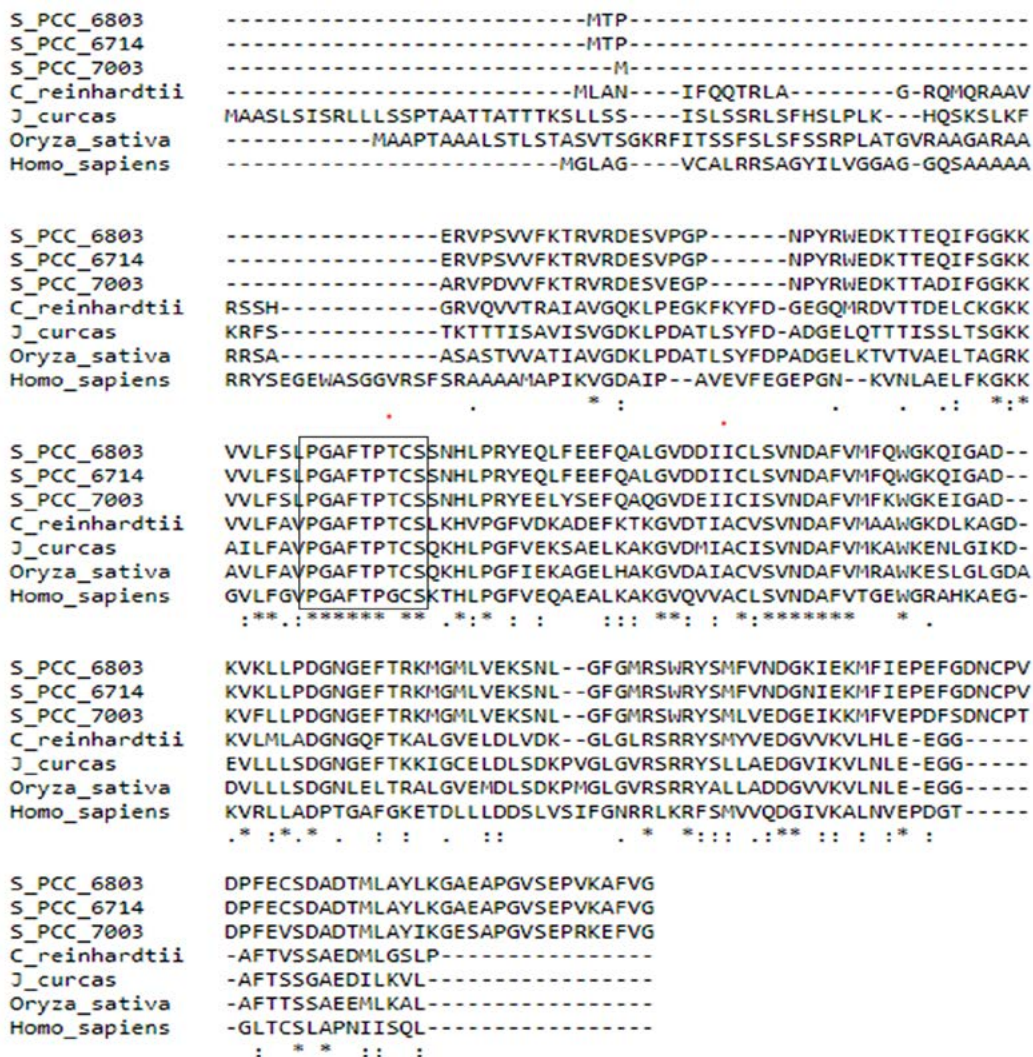 S_PCC_6803 ---------------------------MTP------------------------------
S_PCC_6714 ---------------------------MTP------------------------------
S_PCC_7003 -----------------------------M------------------------------
C_reinhardtii --------------------------MLAN----IFQQTRLA--------G-RQMQRAAV
J_curcas MAASLSISRLLLSSPTAATTATTTKSLLSS----ISLSSRLSFHSLPLK---HQSKSLKF
Oryza_sativa -----------MAAPTAAALSTLSTASVTSGKRFITSSFSLSFSSRPLATGVRAAGARAA
Homo_sapiens -------------------------MGLAG----VCALRRSAGYILVGGAG-GQSAAAAA
S_PCC_6803 ----------------ERVPSVVVFKTRVRDESVPGP------NPYRWEDKTTEQIFGGKK
S_PCC_6714 ----------------ERVPSVVVFKTRVRDESVPGP------NPYRWEDKTTEQIFSGKK
S_PCC_7003 ----------------ARVPDVVFKTRVRDESVEGP------NPYRWEDKTTADIFGGKK
C_reinhardtii RSSH------------GRVQVVTRAIAVGQKLPEGKFKYFD-GEGQMRDVTTDELCKGKK
J_curcas KRFS------------TKTTTISAVISVGDKLPDATLSYFD-ADGELQTTTISSLTSGKK
Oryza_sativa RRSA------------ASASTVVATIAVGDKLPDATLSYFDPADGELKTVTVAELTAGRK
Homo_sapiens RRYSEGEWASGGVRSFSRAAAAMAPIKVGDAIP--AVEVFEGEPGN--KVNLAELFKGKK
. * : . . .: *:*
S_PCC_6803 VVLFSLPGAFTPTCSSNHLPRYEQLFEEFQALGVDDIICLSVNDAFVMFQWGKQIGAD--
S_PCC_6714 VVLFSLPGAFTPTCSSNHLPRYEQLFEEFQALGVDDIICLSVNDAFVMFQWGKQIGAD--
S_PCC_7003 VVLFSLPGAFTPTCSSNHLPRYEELYSEFQAQGVDEIICISVNDAFVMFKWGKEIGAD--
C_reinhardtii VVLFAVPGAFTPTCSLKHVPGFVDKADEFKTKGVDTIACVSVNDAFVMAAWGKDLKAGD-
J_curcas AILFAVPGAFTPTCSQKHLPGFVEKSAELKAKGVDMIACISVNDAFVMKAWKENLGIKD-
Oryza_sativa AVLFAVPGAFTPTCSQKHLPGFIEKAGELHAKGVDAIACVSVNDAFVMRAWKESLGLGDA
Homo_sapiens GVLFGVPGAFTPGCSKTHLPGFVEQAEALKAKGVQVVACLSVNDAFVTGEWGRAHKAEG-
:**.:****** ** .*:* : : ::: **: : *:******* * .
S_PCC_6803 KVKLLPDGNGEFTRKMGMLVEKSNL--GFGMRSWRYSMFVNDGKIEKMFIEPEFGDNCPV
S_PCC_6714 KVKLLPDGNGEFTRKMGMLVEKSNL--GFGMRSWRYSMFVNDGNIEKMFIEPEFGDNCPV
S_PCC_7003 KVFLLPDGNGEFTRKMGMLVEKSNL--GFGMRSWRYSMLVEDGEIKKMFVEPDFSDNCPT
C_reinhardtii KVLMLADGNGQFTKALGVELDLVDK--GLGLRSRRYSMYVEDGVVKVLHLE-EGG-----
J_curcas EVLLLSDGNGEFTKKIGCELDLSDKPVGLGVRSRRYSLLAEDGVIKVLNLE-EGG-----
Oryza_sativa DVLLLSDGNLELTRALGVEMDLSDKPMGLGVRSRRYALLADDGVVKVLNLE-EGG-----
Homo_sapiens KVRLLADPTGAFGKETDLLLDDSLVSIFGNRRLKRFSMVVQDGIVKALNVEPDGT-----
.* :*.* . : : . :: . * *::: .:** :: : :* :
S_PCC_6803 DPFECSDADTMLAYLKGAEAPGVSEPVKAFVG
S_PCC_6714 DPFECSDADTMLAYLKGAEAPGVSEPVKAFVG
S_PCC_7003 DPFEVSDADTMLAYIKGESAPGVSEPRKEFVG
C_reinhardtii -AFTVSSAEDMLGSLP----------------
J_curcas -AFTSSGAEDILKVL-----------------
Oryza_sativa -AFTTSSAEEMLKAL-----------------
Homo_sapiens -GLTCSLAPNIISQL-----------------
: * * :: :